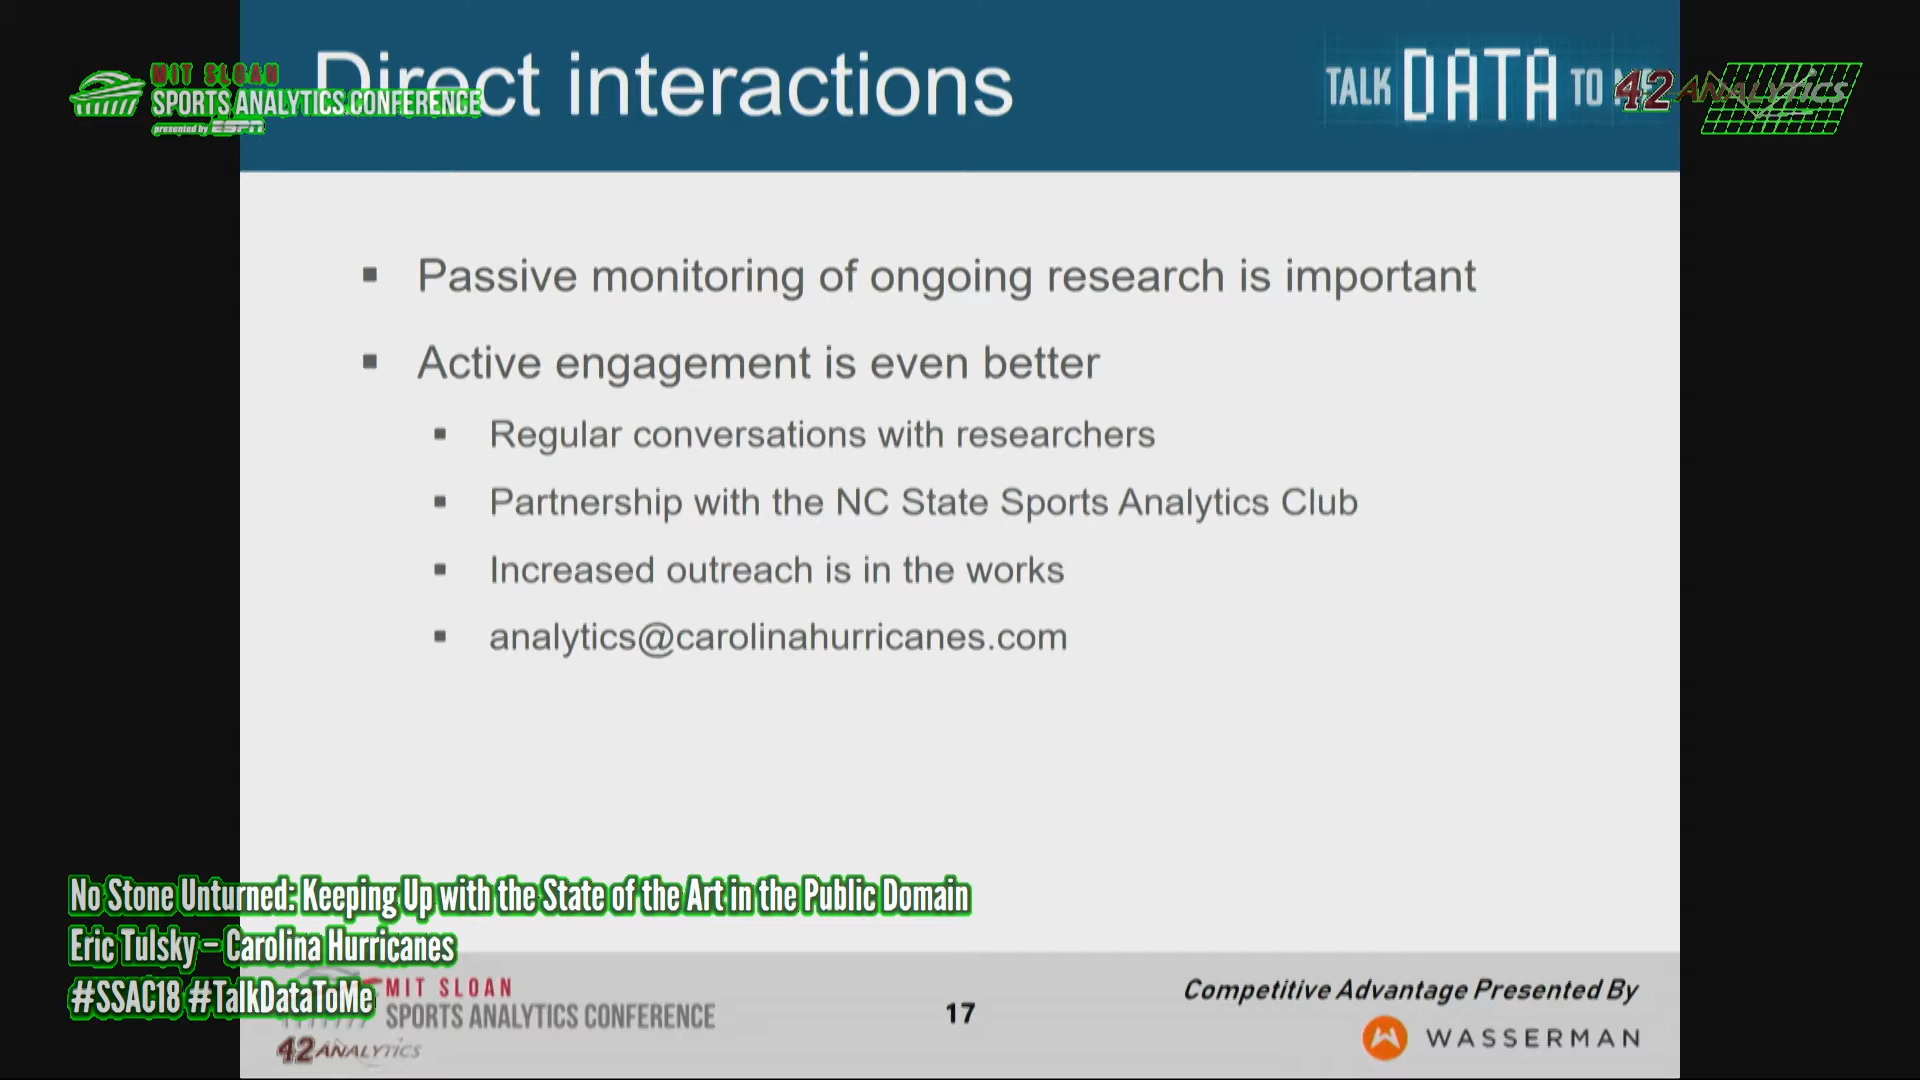 Direct interactions
MIT SLOAN
SPORTS ANALYTICS CONFERENCE
presented by ESPN
TALK DATA TO ME
42 ANALYTICS
▪ Passive monitoring of ongoing research is important
▪ Active engagement is even better
▪ Regular conversations with researchers
▪ Partnership with the NC State Sports Analytics Club
▪ Increased outreach is in the works
▪ analytics@carolinahurricanes.com
No Stone Unturned: Keeping Up with the State of the Art in the Public Domain
Eric Tulsky – Carolina Hurricanes
#SSAC18 #TalkDataToMe
MIT SLOAN
SPORTS ANALYTICS CONFERENCE
42 ANALYTICS
17
Competitive Advantage Presented By
WASSERMAN